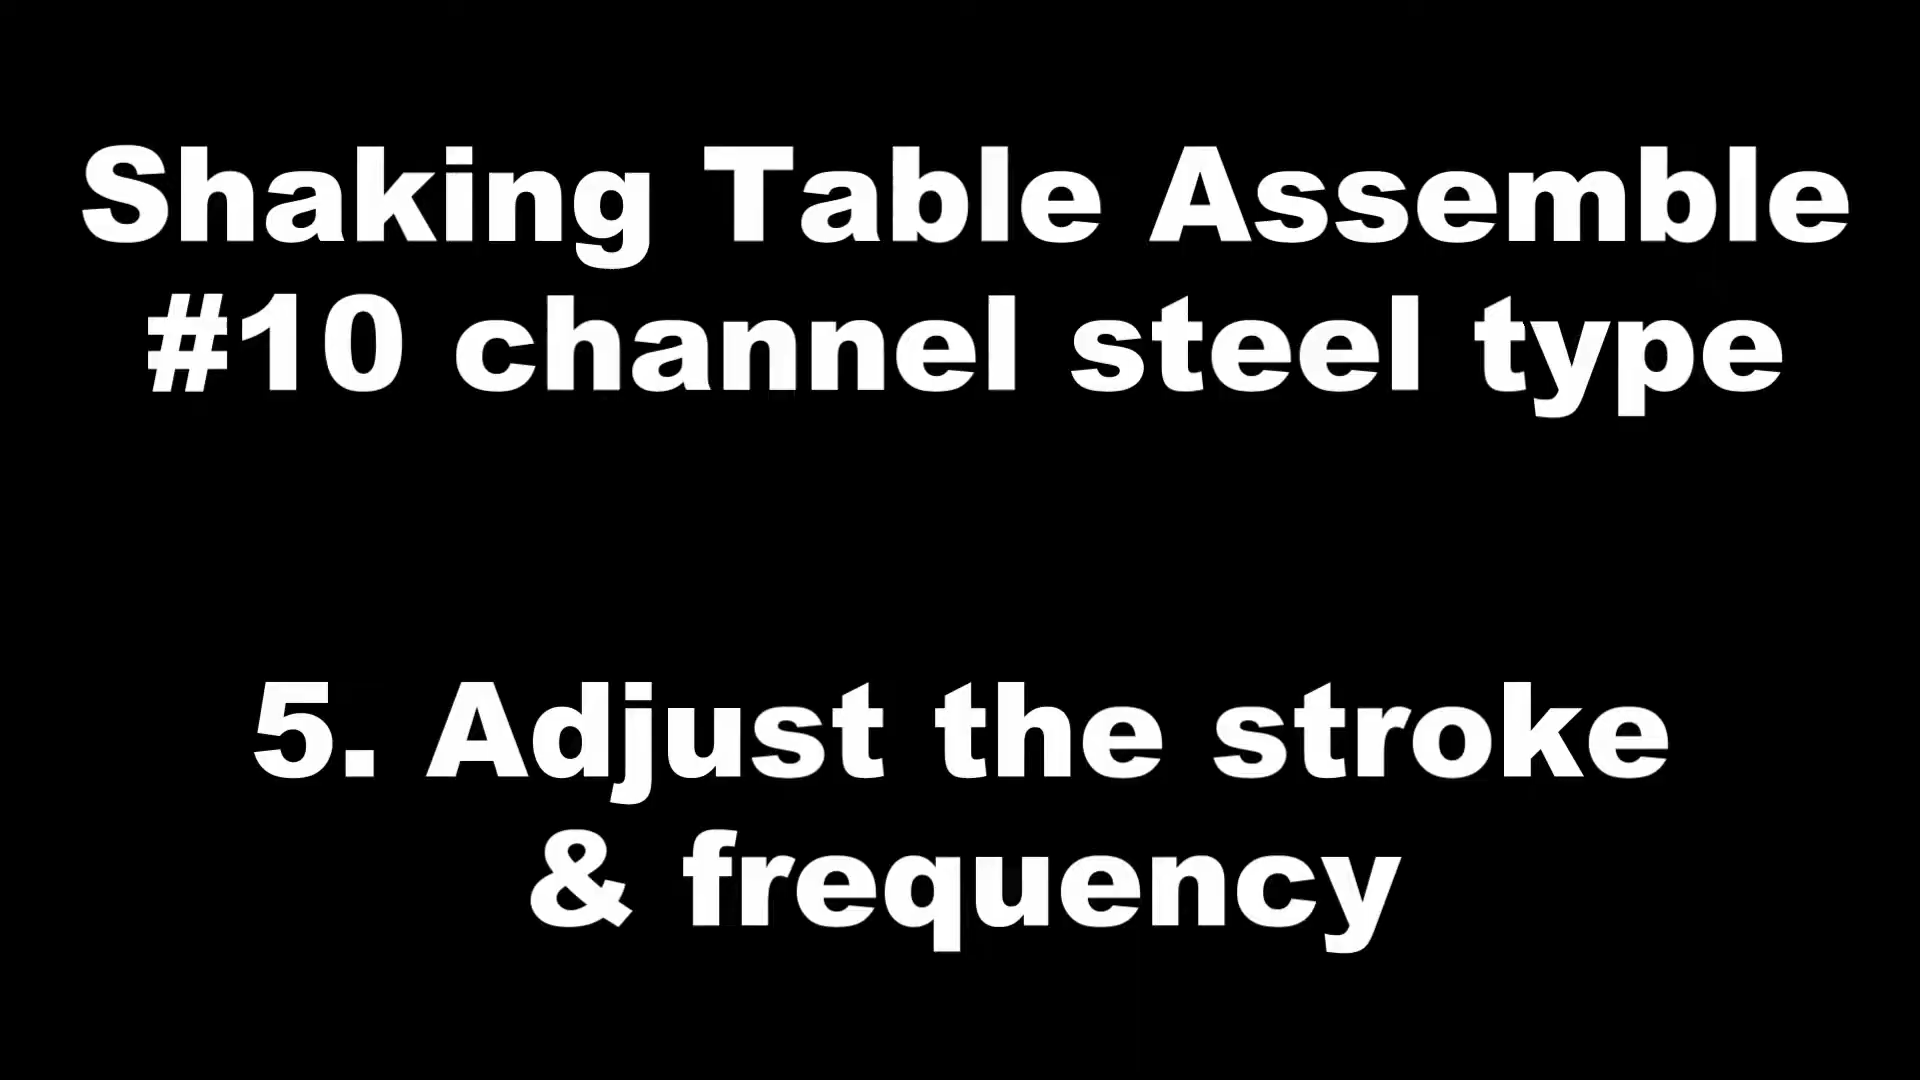 Shaking Table Assemble
#10 channel steel type
5. Adjust the stroke
& frequency